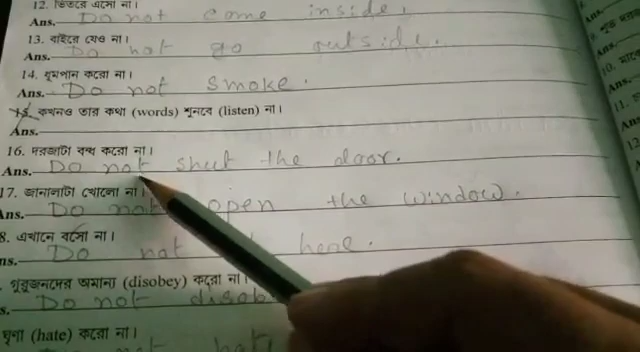 12. ভিতরে এসো না।
Ans. Do not come inside.
13. বাইরে যেও না।
Ans. Do not go outside.
14. ধূমপান করো না।
Ans. Do not smoke.
15. কখনও তার কথা (words) শুনবে (listen) না।
Ans.
16. দরজাটা বন্ধ করো না।
Ans. Do not shut the door.
17. জানালাটা খোলো না।
Ans. Do not open the window.
8. এখানে বসো না।
ns. Do not here.
গুরুজনদের অমান্য (disobey) করো না।
s. Do not
ঘৃণা (hate) করো না।
not